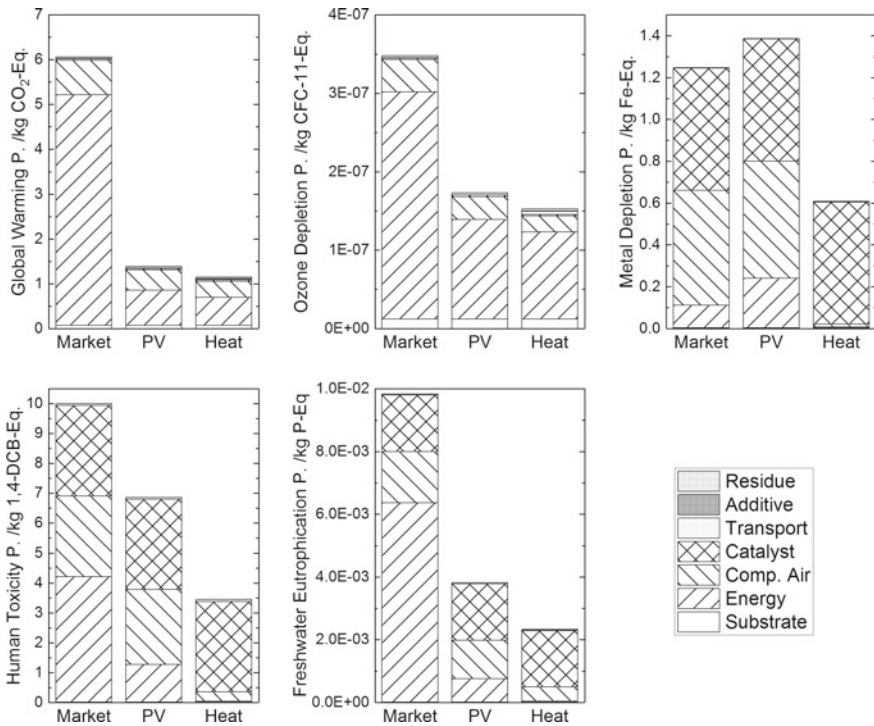 Global Warming P. /kg CO₂-Eq.
7
6
5
4
3
2
1
0
Market PV Heat
Ozone Depletion P. /kg CFC-11-Eq.
4E-07
3E-07
2E-07
1E-07
0E+00
Market PV Heat
Metal Depletion P. /kg Fe-Eq.
1.4
1.2
1.0
0.8
0.6
0.4
0.2
0.0
Market PV Heat
Human Toxicity P. /kg 1,4-DCB-Eq.
10
9
8
7
6
5
4
3
2
1
0
Market PV Heat
Freshwater Eutrophication P. /kg P-Eq
1.0E-02
8.0E-03
6.0E-03
4.0E-03
2.0E-03
0.0E+00
Market PV Heat
Residue
Additive
Transport
Catalyst
Comp. Air
Energy
Substrate